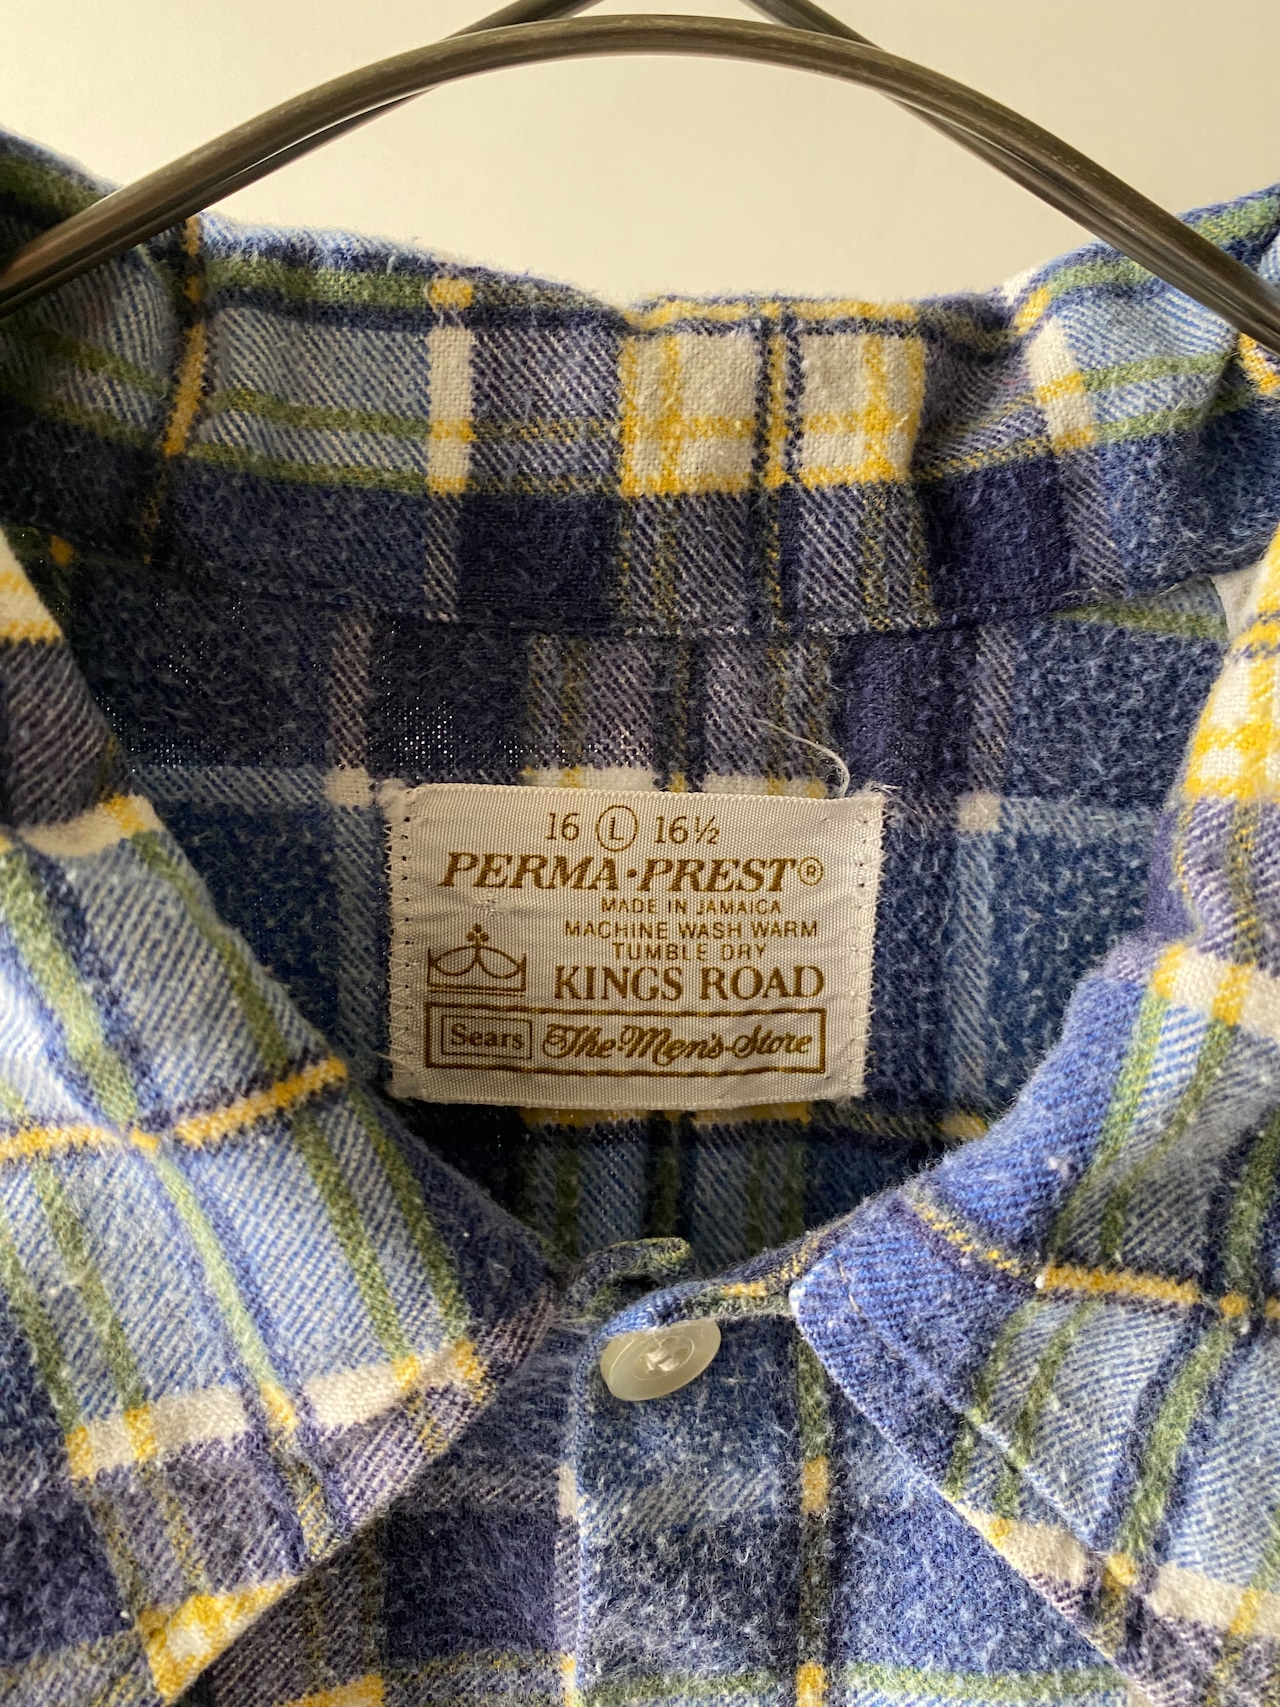 16 L 16½
PERMA·PREST®
MADE IN JAMAICA
MACHINE WASH WARM
TUMBLE DRY
KINGS ROAD
Sears The Men's Store